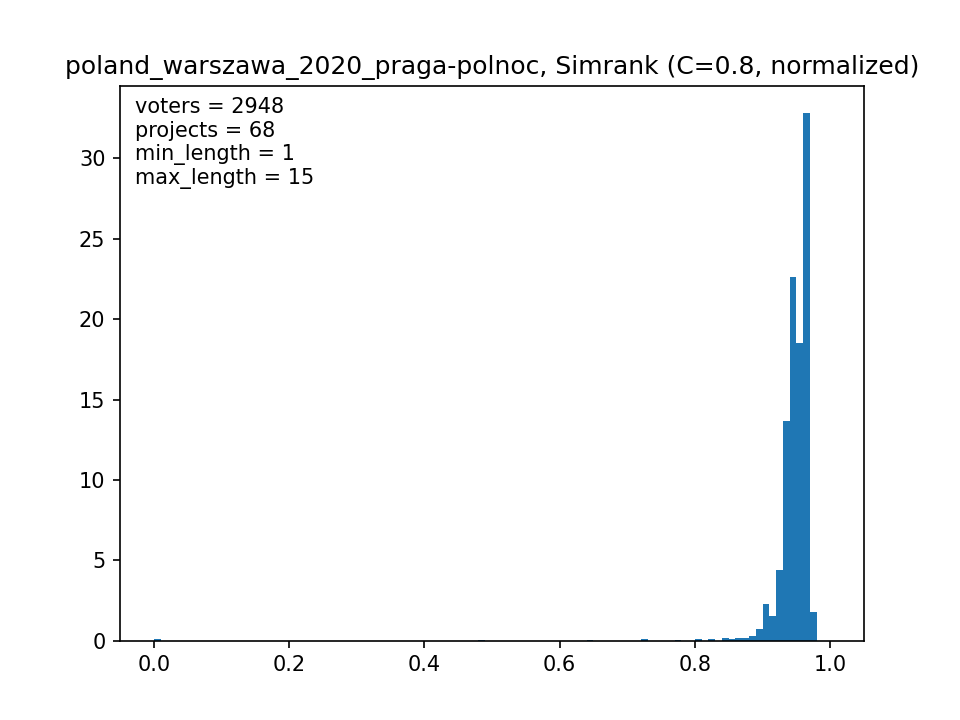 poland_warszawa_2020_praga-polnoc, Simrank (C=0.8, normalized)
voters = 2948
projects = 68
min_length = 1
max_length = 15
30
25
20
15
10
5
0
0.0 0.2 0.4 0.6 0.8 1.0